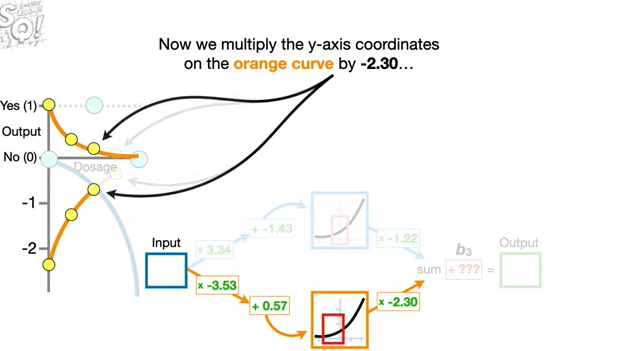 SQ!
Now we multiply the y-axis coordinates
on the orange curve by -2.30...
Yes (1)
Output
No (0)
Dosage
-1
-2
Input
x 3.34
+ -1.43
x -1.22
x -3.53
+ 0.57
x -2.30
b3
sum + ??? =
Output